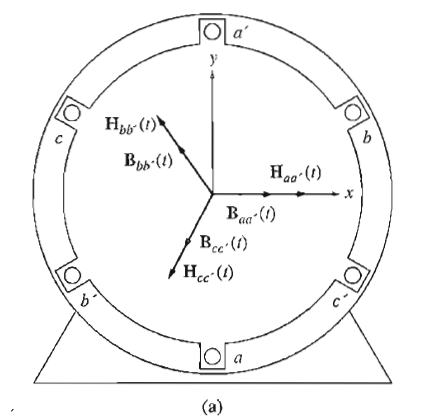 a′
y
c
b
H_bb′(t)
B_bb′(t)
H_aa′(t)
x
B_aa′(t)
B_cc′(t)
H_cc′(t)
b′
c′
a
(a)